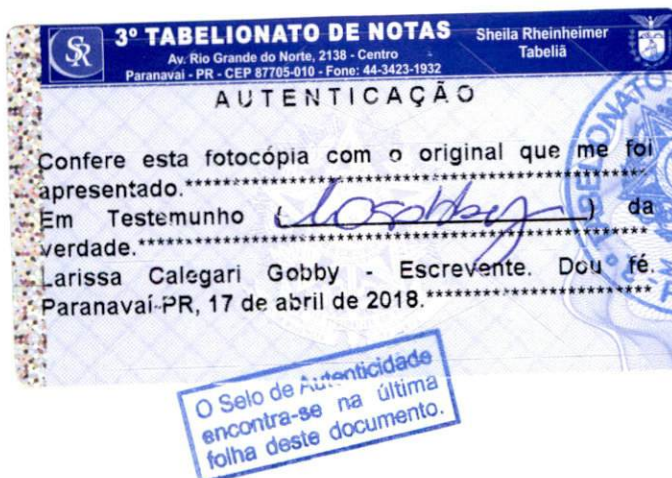 SR
3º TABELIONATO DE NOTAS
Sheila Rheinheimer
Tabeliã
Av. Rio Grande do Norte, 2138 - Centro
Paranavaí - PR - CEP 87705-010 - Fone: 44-3423-1932
AUTENTICAÇÃO
Confere esta fotocópia com o original que me foi
apresentado.***********************************************
Em Testemunho ( ) da
verdade.****************************************************
Larissa Calegari Gobby - Escrevente. Dou fé.
Paranavaí-PR, 17 de abril de 2018.***********************
O Selo de Autenticidade
encontra-se na última
folha deste documento.